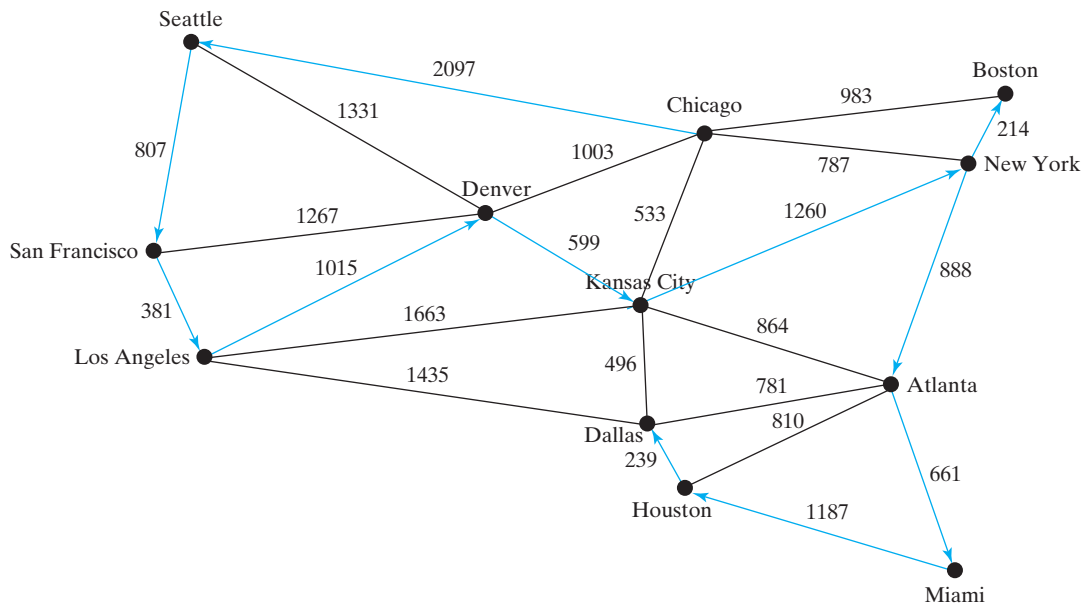 Seattle
2097
Boston
983
Chicago
1331
214
807
1003
787
New York
Denver
1267
533
1260
San Francisco
599
1015
888
Kansas City
381
1663
864
Los Angeles
496
1435
781
Atlanta
810
Dallas
239
661
Houston
1187
Miami